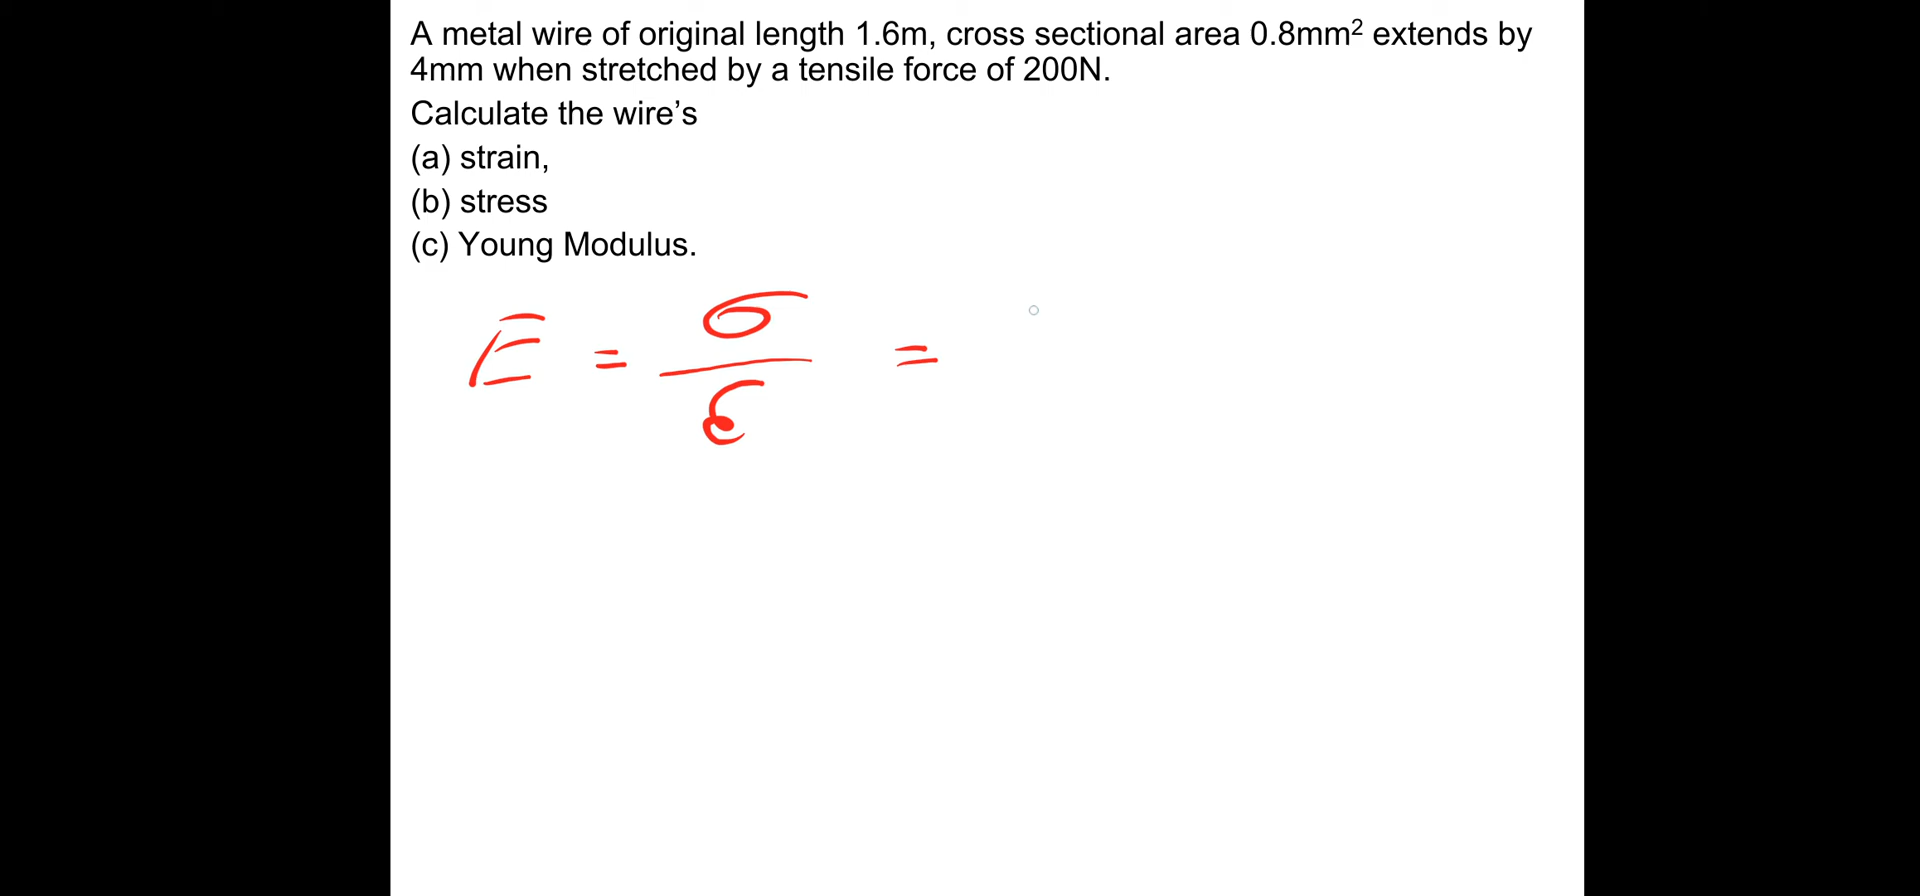 A metal wire of original length 1.6m, cross sectional area 0.8mm² extends by
4mm when stretched by a tensile force of 200N.
Calculate the wire’s
(a) strain,
(b) stress
(c) Young Modulus.
E = σ/ε =